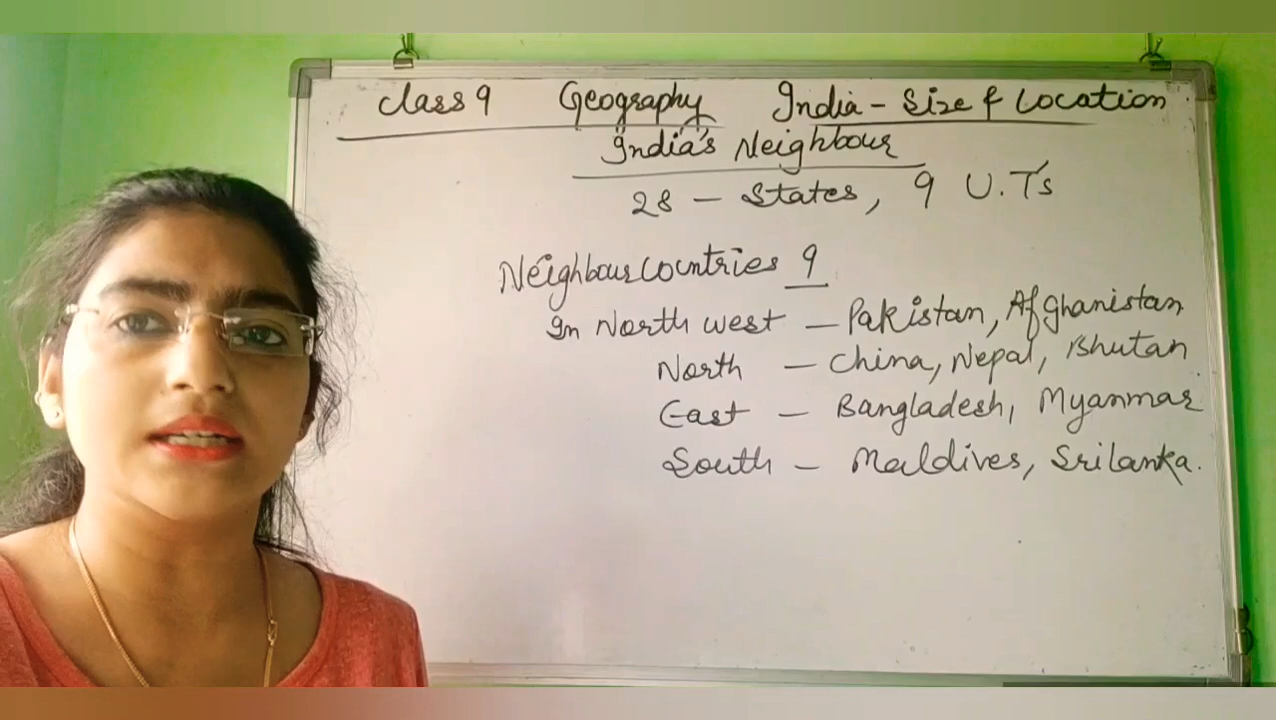 Class 9 Geography India - Size & Location
India's Neighbour
28 - States, 9 U.T's
Neighbour Countries 9
In North west - Pakistan, Afghanistan
North - China, Nepal, Bhutan
East - Bangladesh, Myanmar
South - Maldives, Srilanka.